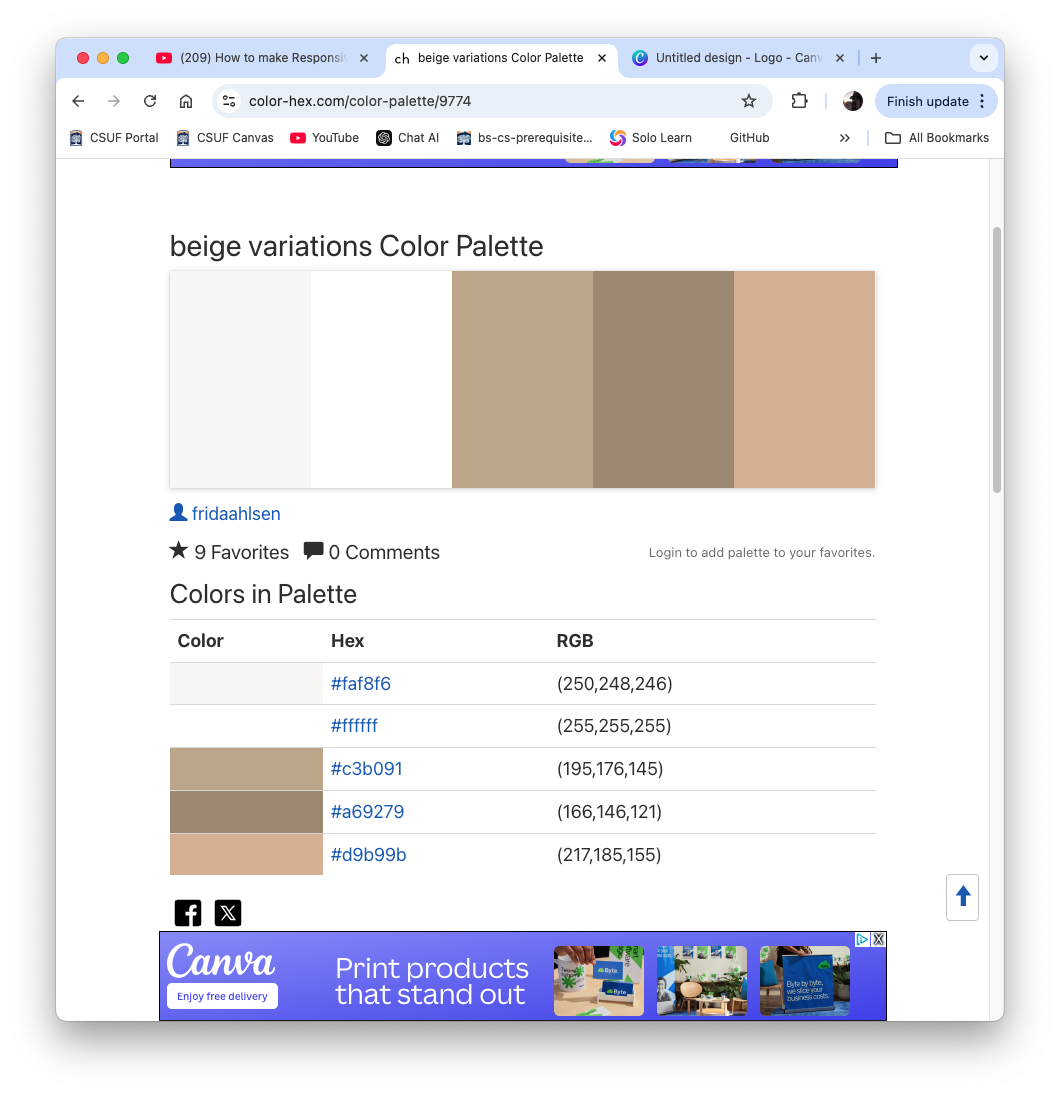 (209) How to make Responsiv
ch beige variations Color Palette
Untitled design - Logo - Canv
color-hex.com/color-palette/9774
Finish update
CSUF Portal
CSUF Canvas
YouTube
Chat AI
bs-cs-prerequisite...
Solo Learn
GitHub
All Bookmarks
beige variations Color Palette
fridaahlsen
9 Favorites
0 Comments
Login to add palette to your favorites.
Colors in Palette
Color Hex RGB
#faf8f6 (250,248,246)
#ffffff (255,255,255)
#c3b091 (195,176,145)
#a69279 (166,146,121)
#d9b99b (217,185,155)
Canva
Enjoy free delivery
Print products
that stand out
Byte.
Byte
Byte by byte,
we slice your
business costs.